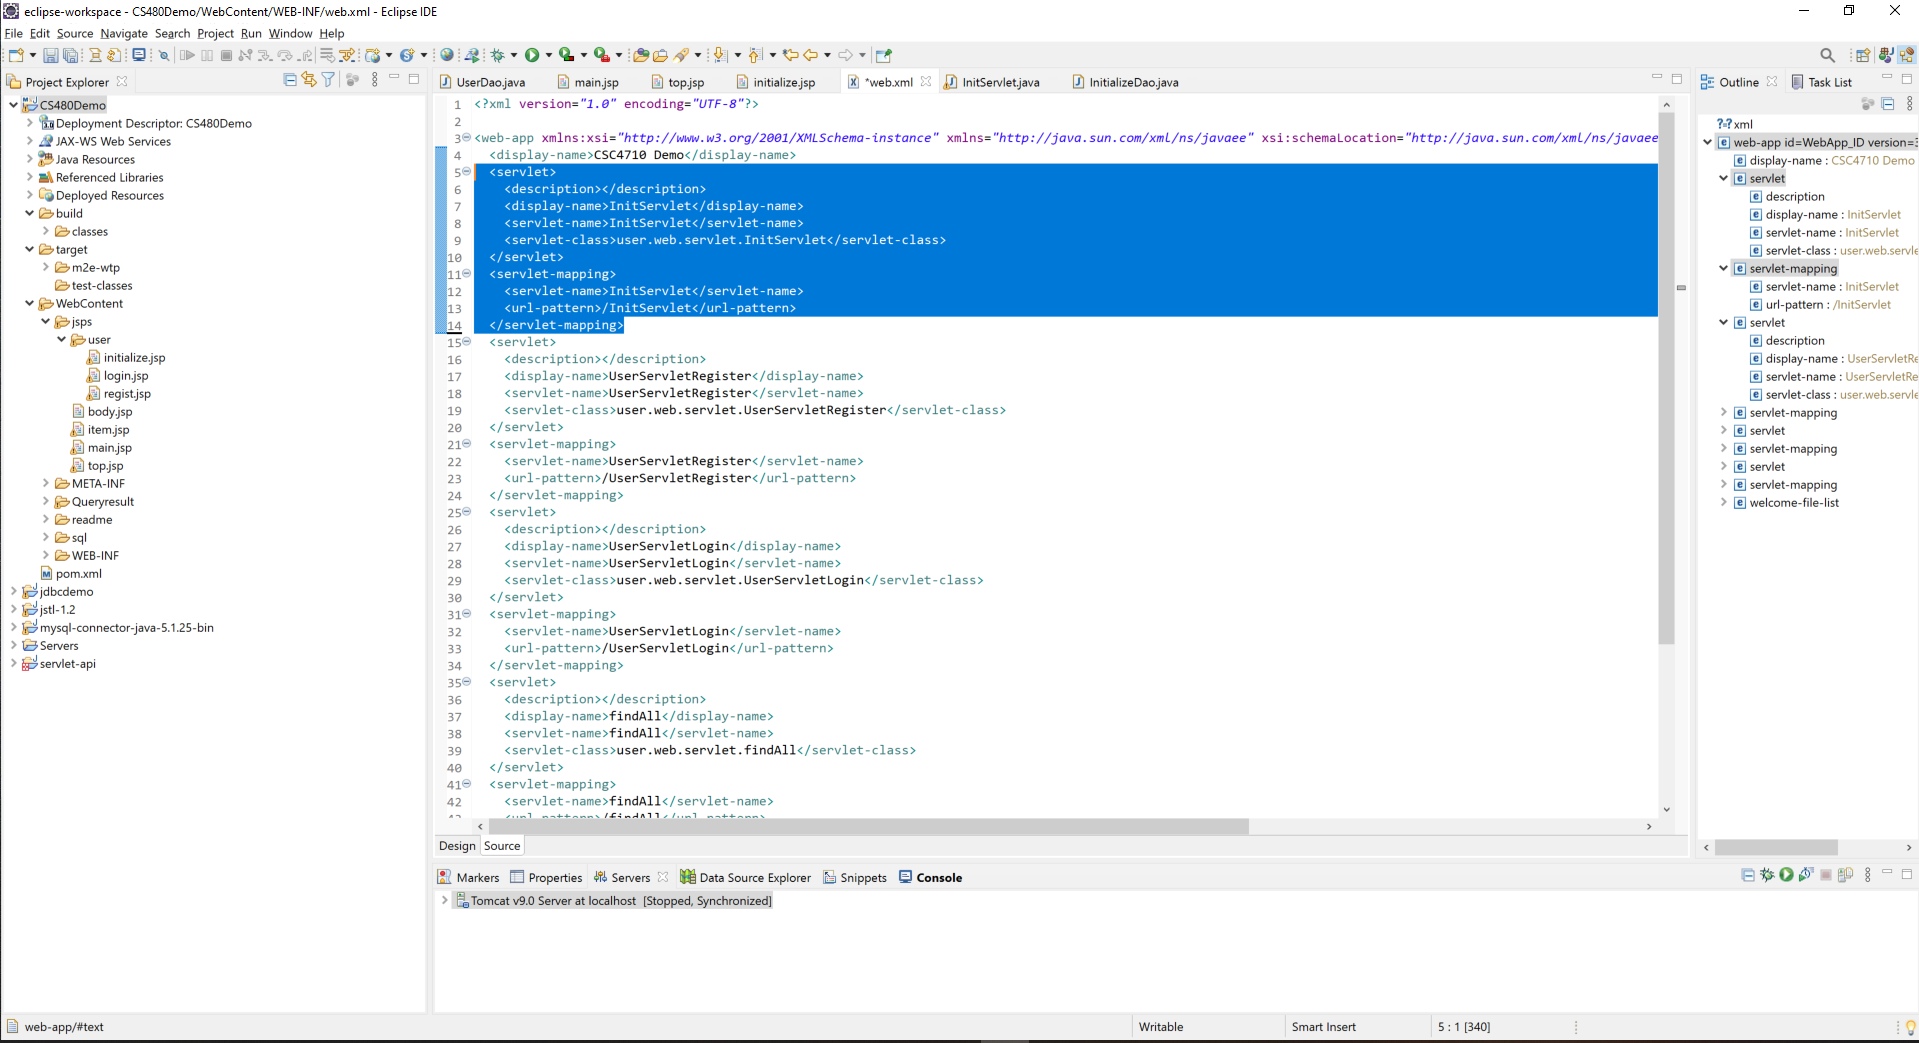 eclipse-workspace - CS480Demo/WebContent/WEB-INF/web.xml - Eclipse IDE
File Edit Source Navigate Search Project Run Window Help
Project Explorer
CS480Demo
Deployment Descriptor: CS480Demo
JAX-WS Web Services
Java Resources
Referenced Libraries
Deployed Resources
build
classes
target
m2e-wtp
test-classes
WebContent
jsps
user
initialize.jsp
login.jsp
regist.jsp
body.jsp
item.jsp
main.jsp
top.jsp
META-INF
Queryresult
readme
sql
WEB-INF
pom.xml
jdbcdemo
jstl-1.2
mysql-connector-java-5.1.25-bin
Servers
servlet-api
UserDao.java main.jsp top.jsp initialize.jsp *web.xml InitServlet.java InitializeDao.java
1 <?xml version="1.0" encoding="UTF-8"?>
2
3 <web-app xmlns:xsi="http://www.w3.org/2001/XMLSchema-instance" xmlns="http://java.sun.com/xml/ns/javaee" xsi:schemaLocation="http://java.sun.com/xml/ns/javaee
4 <display-name>CSC4710 Demo</display-name>
5 <servlet>
6 <description></description>
7 <display-name>InitServlet</display-name>
8 <servlet-name>InitServlet</servlet-name>
9 <servlet-class>user.web.servlet.InitServlet</servlet-class>
10 </servlet>
11 <servlet-mapping>
12 <servlet-name>InitServlet</servlet-name>
13 <url-pattern>/InitServlet</url-pattern>
14 </servlet-mapping>
15 <servlet>
16 <description></description>
17 <display-name>UserServletRegister</display-name>
18 <servlet-name>UserServletRegister</servlet-name>
19 <servlet-class>user.web.servlet.UserServletRegister</servlet-class>
20 </servlet>
21 <servlet-mapping>
22 <servlet-name>UserServletRegister</servlet-name>
23 <url-pattern>/UserServletRegister</url-pattern>
24 </servlet-mapping>
25 <servlet>
26 <description></description>
27 <display-name>UserServletLogin</display-name>
28 <servlet-name>UserServletLogin</servlet-name>
29 <servlet-class>user.web.servlet.UserServletLogin</servlet-class>
30 </servlet>
31 <servlet-mapping>
32 <servlet-name>UserServletLogin</servlet-name>
33 <url-pattern>/UserServletLogin</url-pattern>
34 </servlet-mapping>
35 <servlet>
36 <description></description>
37 <display-name>findAll</display-name>
38 <servlet-name>findAll</servlet-name>
39 <servlet-class>user.web.servlet.findAll</servlet-class>
40 </servlet>
41 <servlet-mapping>
42 <servlet-name>findAll</servlet-name>
<url-pattern>/findAll</url-pattern>
Design Source
Outline Task List
?=? xml
web-app id=WebApp_ID version=3
display-name : CSC4710 Demo
servlet
description
display-name : InitServlet
servlet-name : InitServlet
servlet-class : user.web.servle
servlet-mapping
servlet-name : InitServlet
url-pattern : /InitServlet
servlet
description
display-name : UserServletRe
servlet-name : UserServletRe
servlet-class : user.web.servle
servlet-mapping
servlet
servlet-mapping
servlet
servlet-mapping
welcome-file-list
Markers Properties Servers Data Source Explorer Snippets Console
Tomcat v9.0 Server at localhost [Stopped, Synchronized]
web-app/#text Writable Smart Insert 5 : 1 [340]